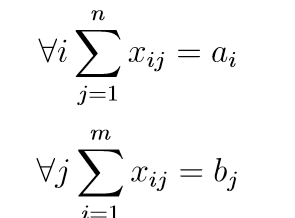 ∀i ∑_{j=1}^{n} x_{ij} = a_i
∀j ∑_{i=1}^{m} x_{ij} = b_j